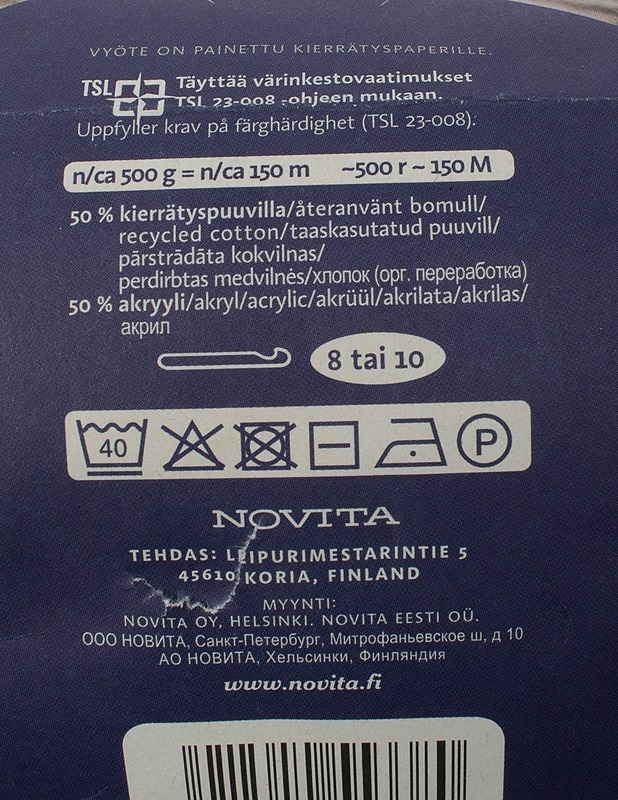 VYÖTE ON PAINETTU KIERRÄTYSPAPERILLE.
TSL Täyttää värinkestovaatimukset
TSL 23-008 -ohjeen mukaan.
Uppfyller krav på färghärdighet (TSL 23-008).
n/ca 500 g = n/ca 150 m ~500 г ~ 150 М
50 % kierrätyspuuvilla/återanvänt bomull/
recycled cotton/taaskasutatud puuvill/
pārstrādāta kokvilnas/
perdirbtas medvilnės/хлопок (орг. переработка)
50 % akryyli/akryl/acrylic/akrüül/akrilata/akrilas/
акрил
8 tai 10
40 P
NOVITA
TEHDAS: LEIPURIMESTARINTIE 5
45610 KORIA, FINLAND
MYYNTI:
NOVITA OY, HELSINKI. NOVITA EESTI OÜ.
ООО НОВИТА, Санкт-Петербург, Митрофаньевское ш, д 10
АО НОВИТА, Хельсинки, Финляндия
www.novita.fi